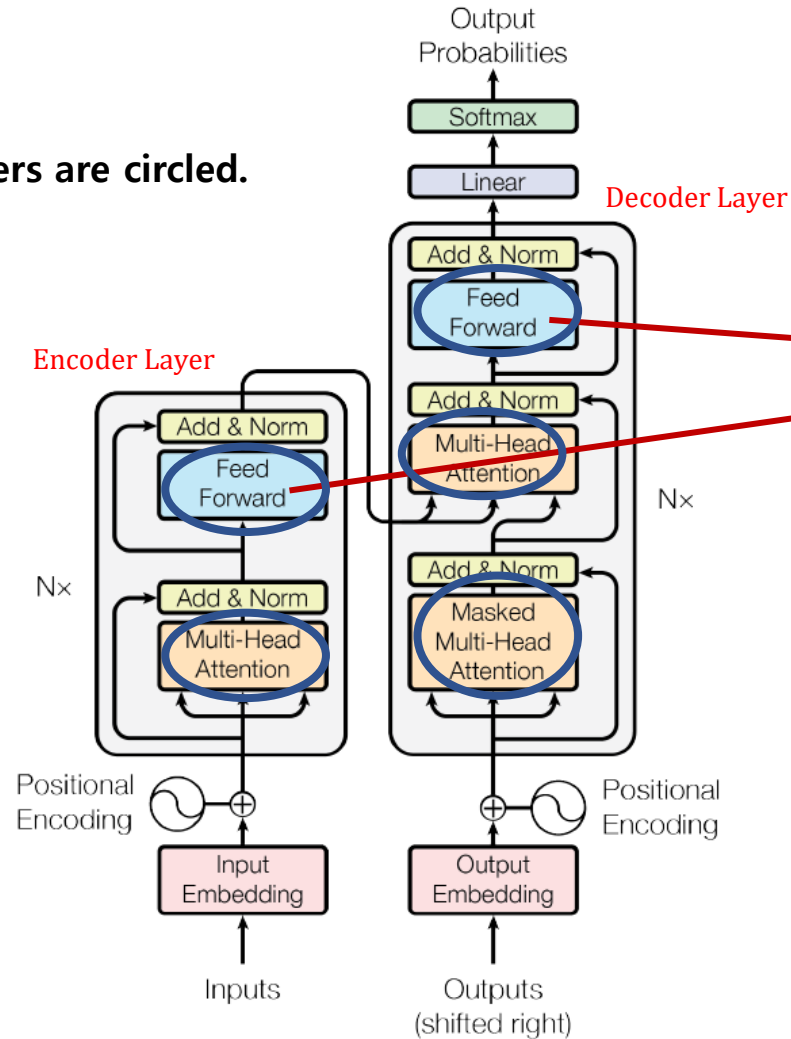 Output
Probabilities
Softmax
ers are circled.
Linear
Decoder Layer
Add & Norm
Feed
Forward
Encoder Layer
Add & Norm
Multi-Head
Attention
Add & Norm
Feed
Forward
Nx
Add & Norm
Masked
Multi-Head
Attention
Nx
Add & Norm
Multi-Head
Attention
Positional
Encoding
Positional
Encoding
Input
Embedding
Output
Embedding
Inputs
Outputs
(shifted right)